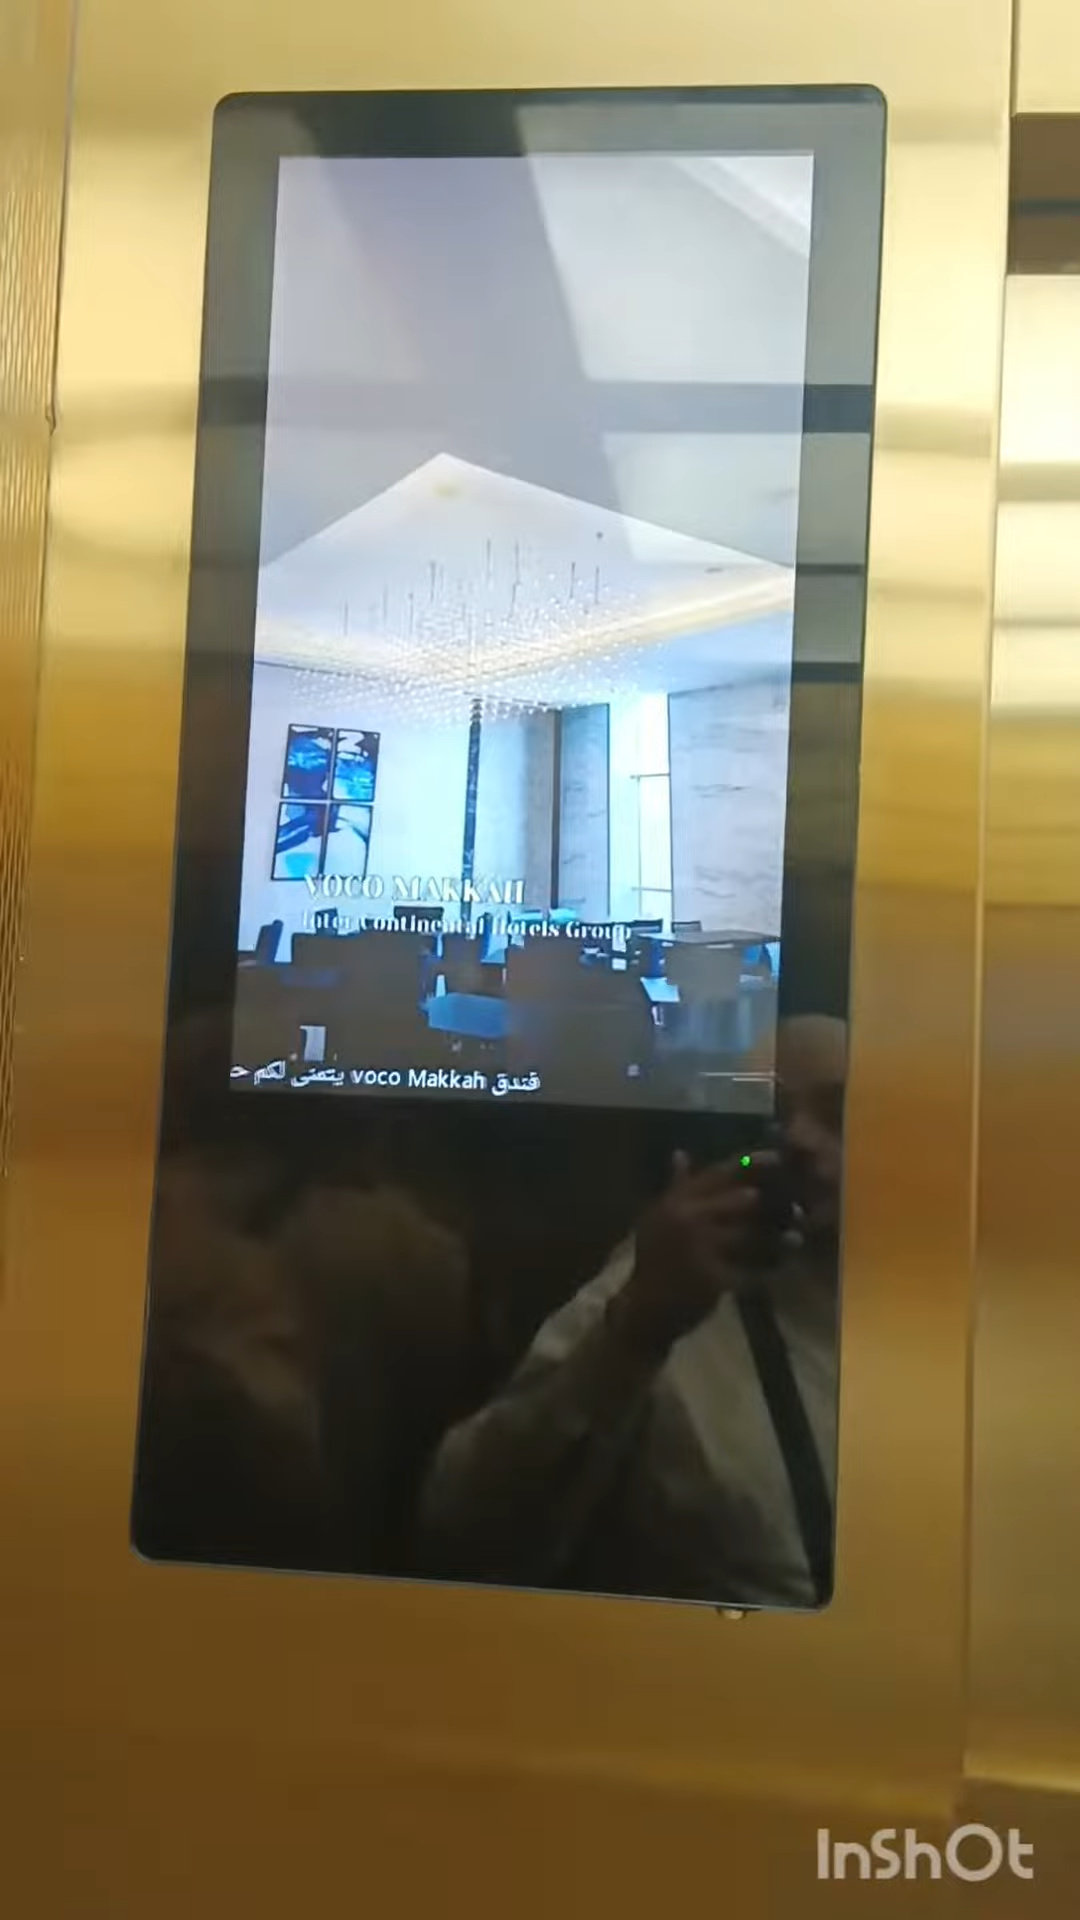 VOCO MAKKAH
InterContinental Hotels Group
فندق voco Makkah يتمنى لكم
InShOt